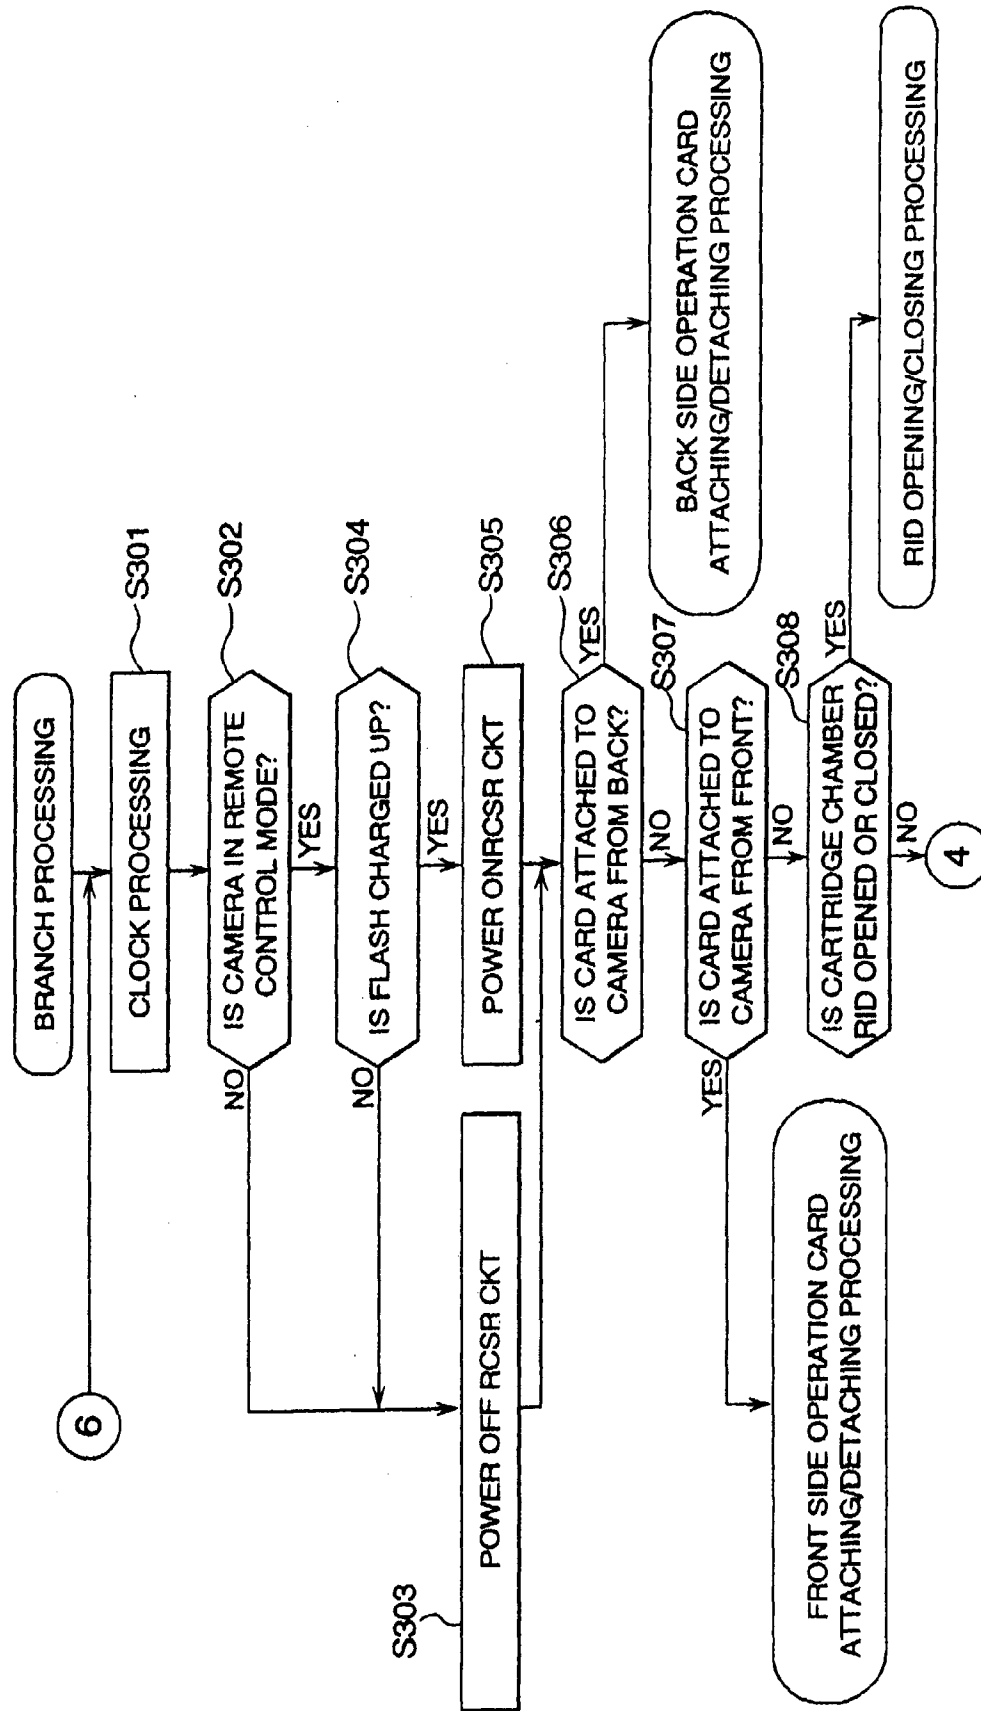 BRANCH PROCESSING
6
CLOCK PROCESSING
S301
IS CAMERA IN REMOTE
CONTROL MODE?
S302
NO
YES
IS FLASH CHARGED UP?
S304
NO
YES
S303
POWER OFF RCSR CKT
POWER ONRCSR CKT
S305
IS CARD ATTACHED TO
CAMERA FROM BACK?
S306
YES
NO
BACK SIDE OPERATION CARD
ATTACHING/DETACHING PROCESSING
IS CARD ATTACHED TO
CAMERA FROM FRONT?
S307
YES
NO
FRONT SIDE OPERATION CARD
ATTACHING/DETACHING PROCESSING
IS CARTRIDGE CHAMBER
RID OPENED OR CLOSED?
S308
YES
NO
RID OPENING/CLOSING PROCESSING
4